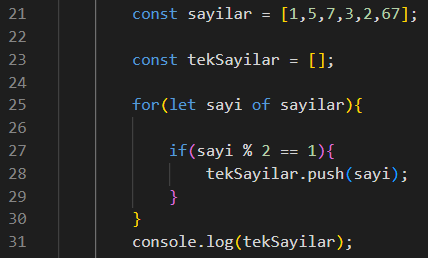 21 const sayilar = [1,5,7,3,2,67];
22
23 const tekSayilar = [];
24
25 for(let sayi of sayilar){
26
27 if(sayi % 2 == 1){
28 tekSayilar.push(sayi);
29 }
30 }
31 console.log(tekSayilar);